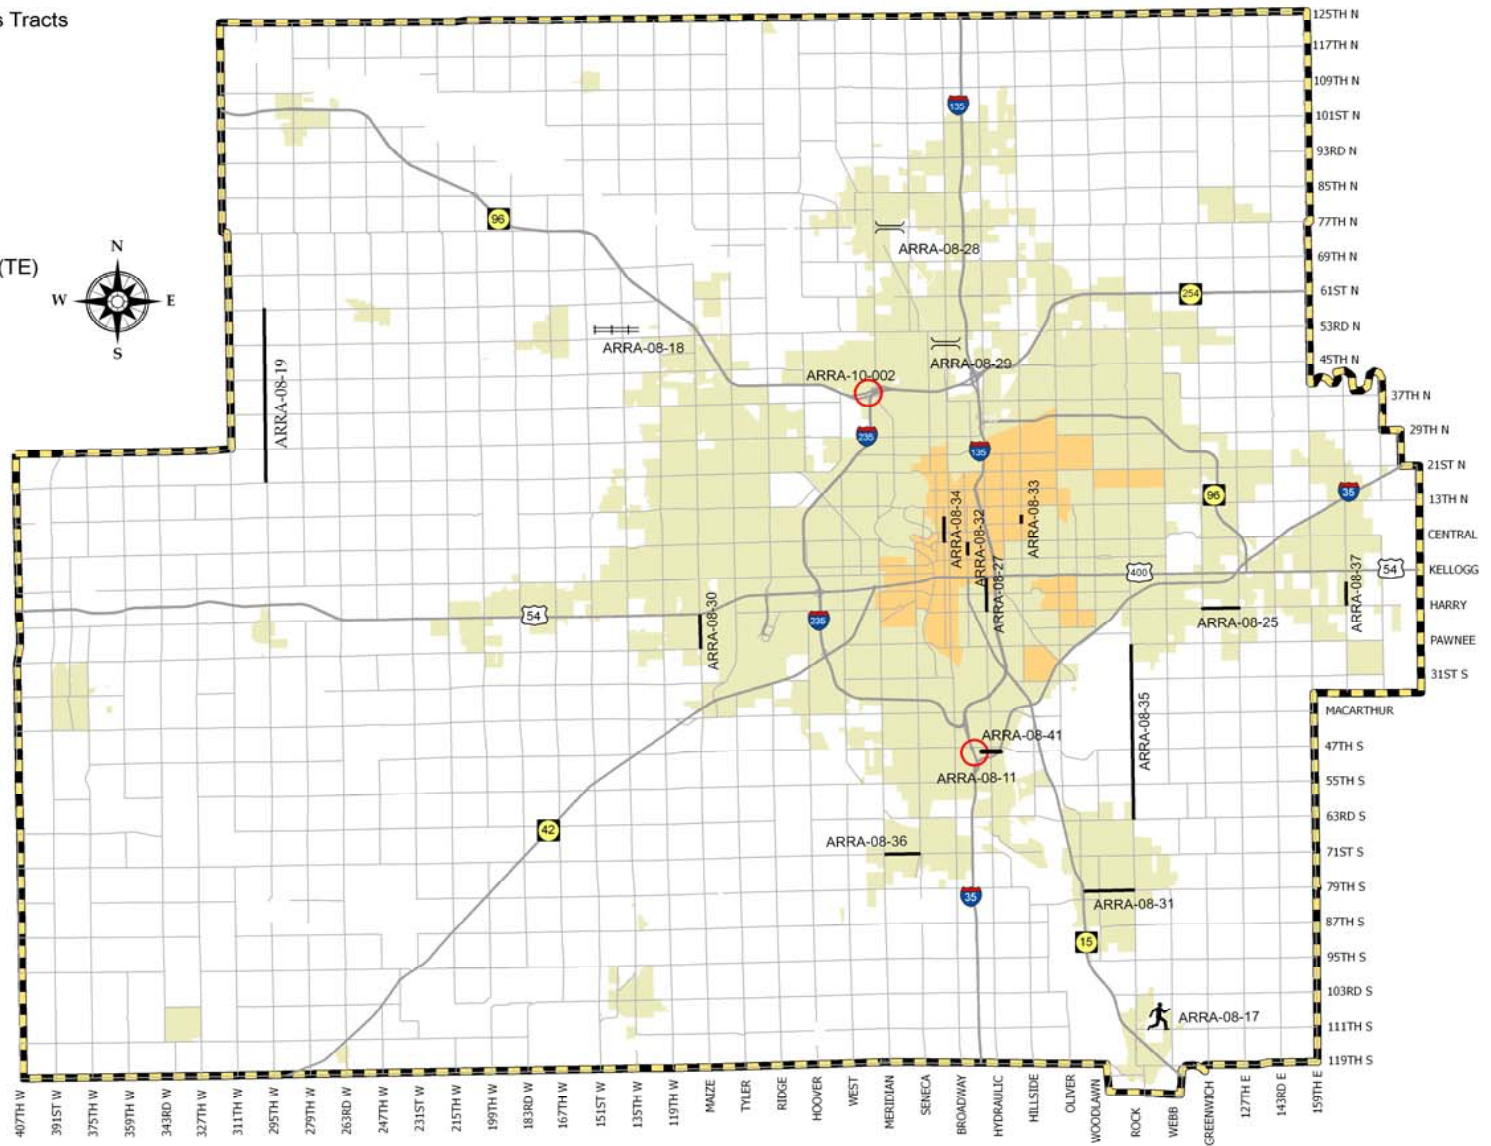 s Tracts
(TE)
N
W
E
S
125TH N
117TH N
109TH N
101ST N
93RD N
85TH N
77TH N
69TH N
61ST N
53RD N
45TH N
37TH N
29TH N
21ST N
13TH N
CENTRAL
KELLOGG
HARRY
PAWNEE
31ST S
MACARTHUR
47TH S
55TH S
63RD S
71ST S
79TH S
87TH S
95TH S
103RD S
111TH S
119TH S
135
96
ARRA-08-28
254
ARRA-08-19
ARRA-08-18
ARRA-08-29
ARRA-10-002
235
135
96
35
ARRA-08-34
ARRA-08-32
ARRA-08-33
ARRA-08-27
400
54
ARRA-08-37
54
ARRA-08-30
235
ARRA-08-25
ARRA-08-35
ARRA-08-41
ARRA-08-11
42
ARRA-08-36
35
ARRA-08-31
15
ARRA-08-17
407TH W
391ST W
375TH W
359TH W
343RD W
327TH W
311TH W
295TH W
279TH W
263RD W
247TH W
231ST W
215TH W
199TH W
183RD W
167TH W
151ST W
135TH W
119TH W
MAIZE
TYLER
RIDGE
HOOVER
WEST
MERIDIAN
SENECA
BROADWAY
HYDRAULIC
HILLSIDE
OLIVER
WOODLAWN
ROCK
WEBB
GREENWICH
127TH E
143RD E
159TH E